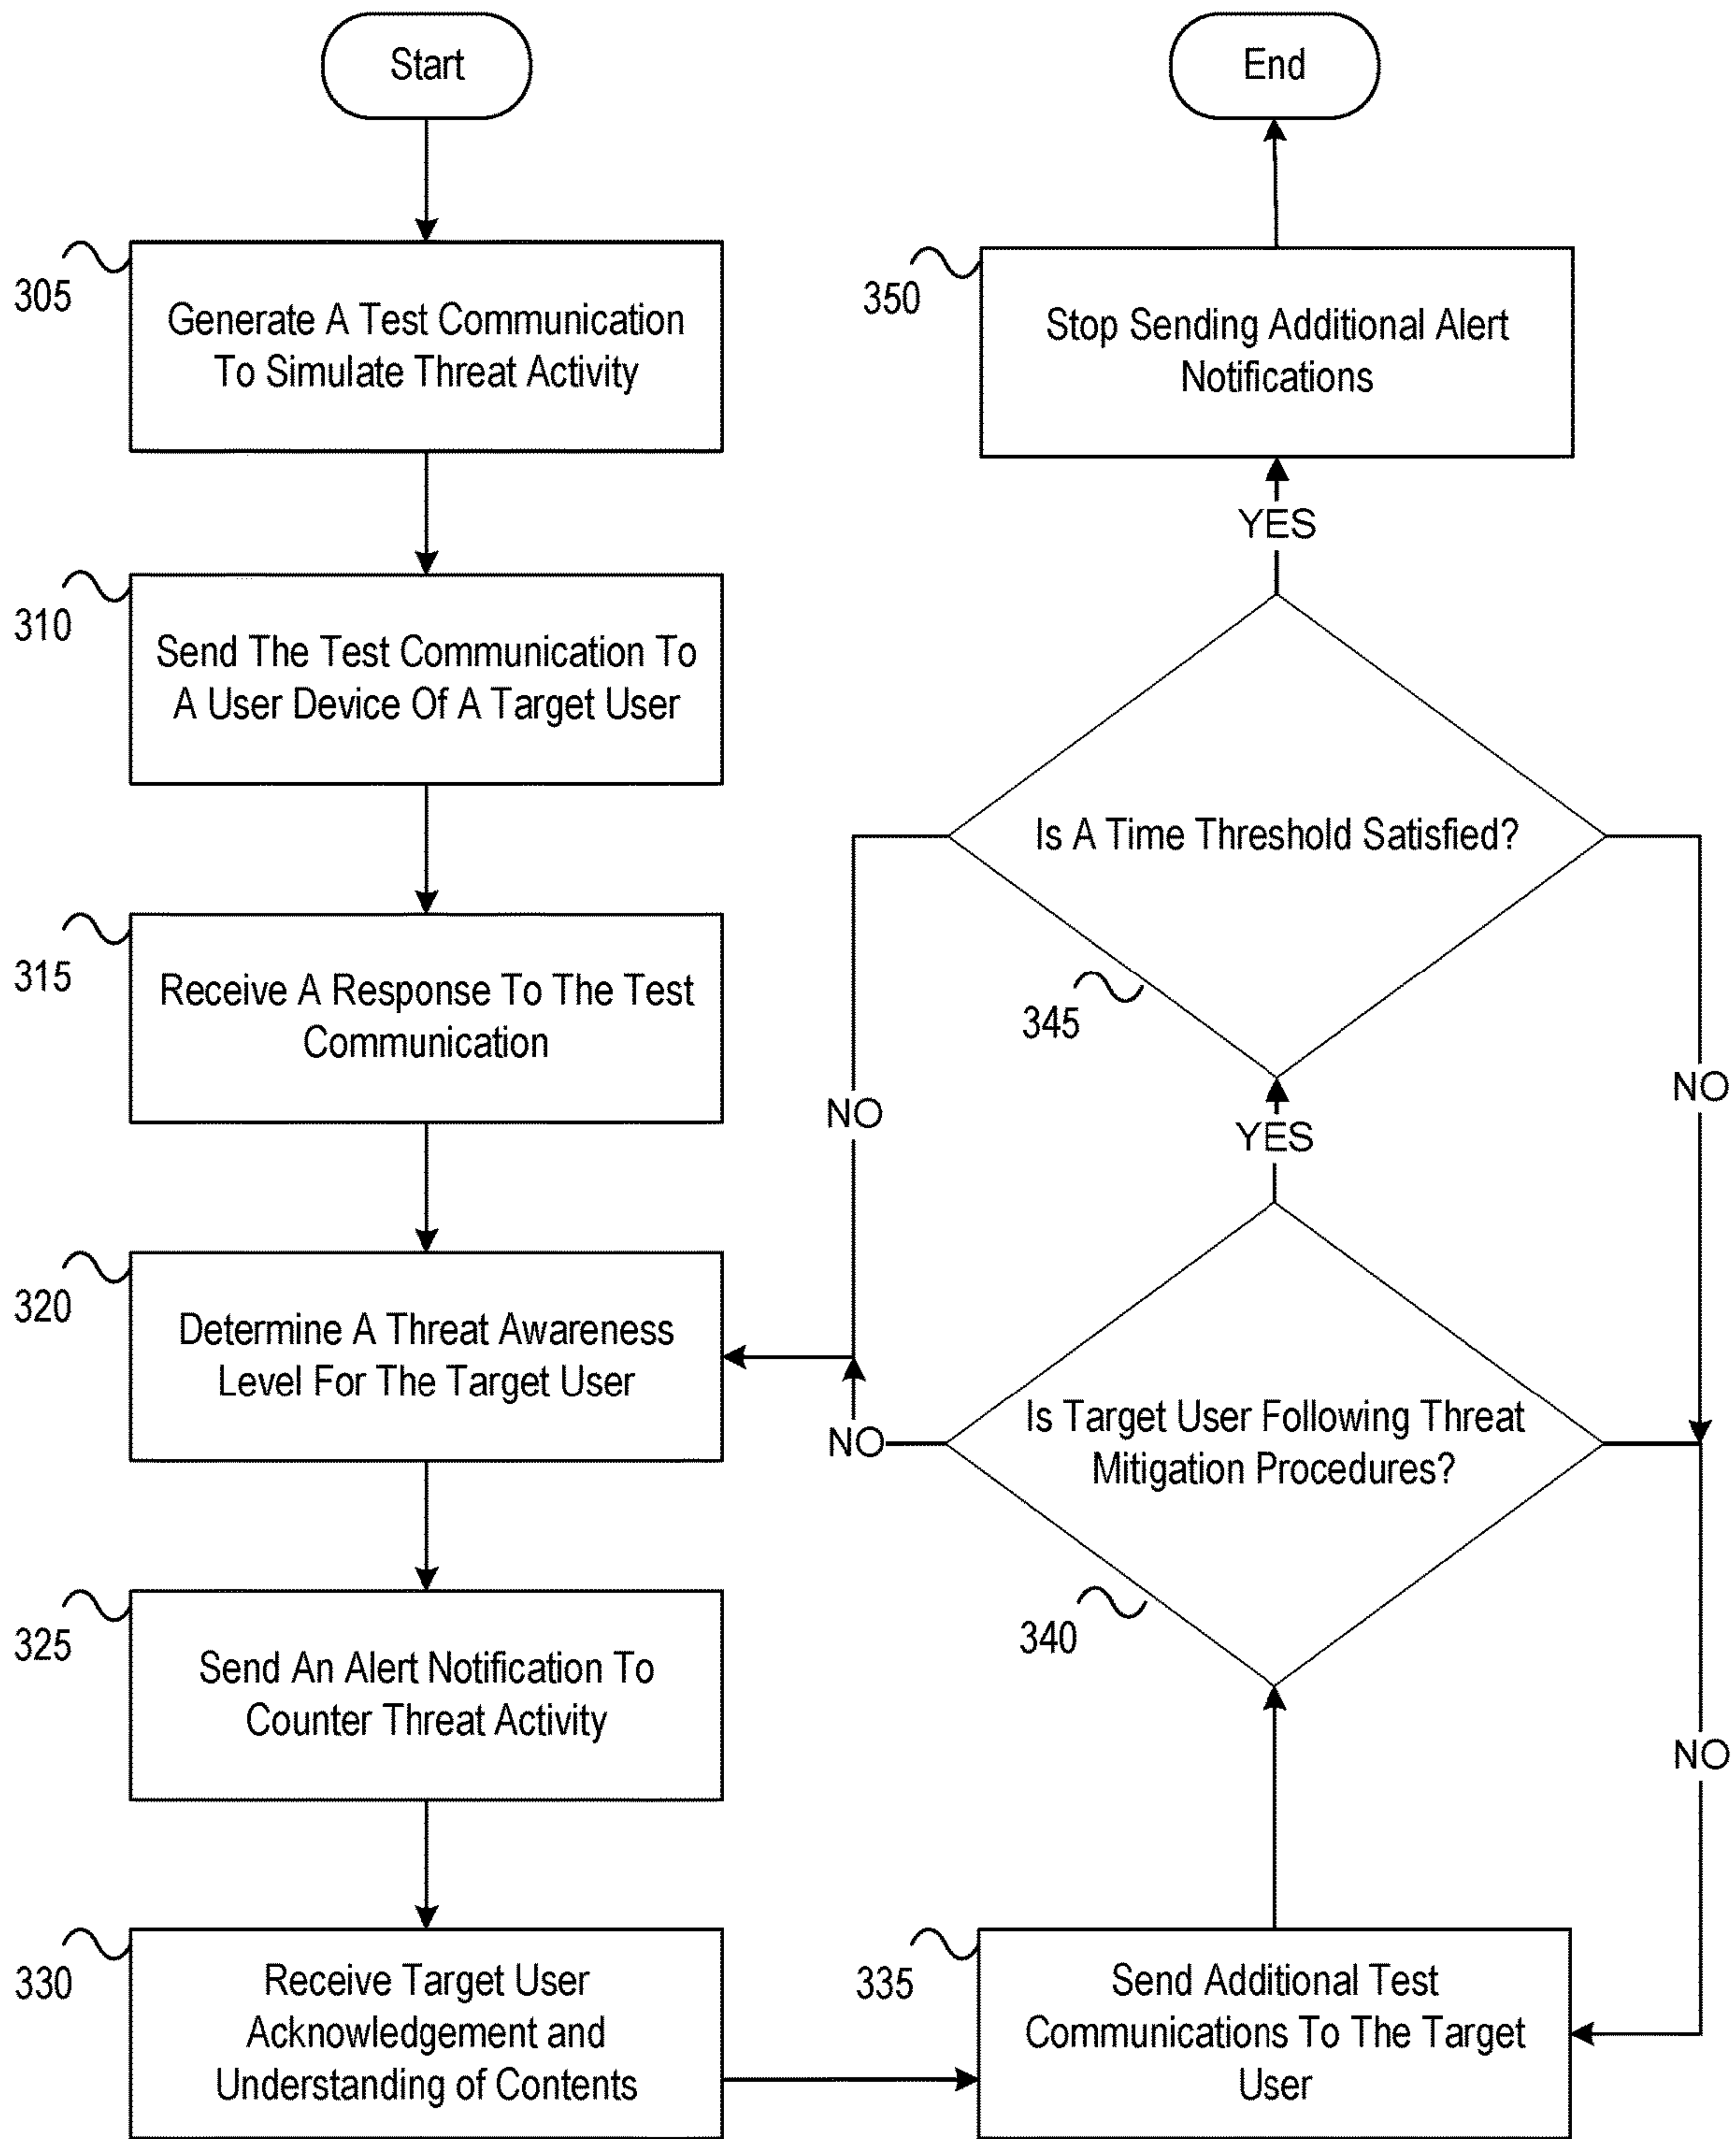 Start
305
Generate A Test Communication
To Simulate Threat Activity
310
Send The Test Communication To
A User Device Of A Target User
315
Receive A Response To The Test
Communication
320
Determine A Threat Awareness
Level For The Target User
325
Send An Alert Notification To
Counter Threat Activity
330
Receive Target User
Acknowledgement and
Understanding of Contents
335
Send Additional Test
Communications To The Target
User
340
Is Target User Following Threat
Mitigation Procedures?
NO
NO
YES
345
Is A Time Threshold Satisfied?
NO
NO
YES
350
Stop Sending Additional Alert
Notifications
End